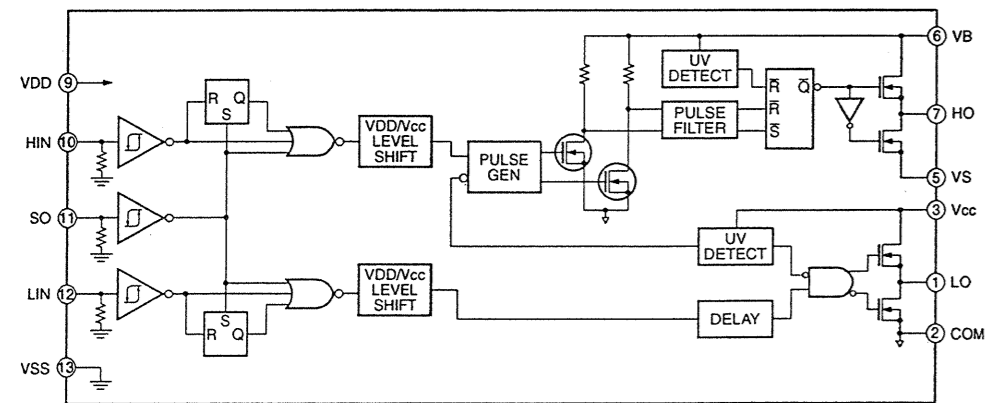 VDD 9
HIN 10
SO 11
LIN 12
VSS 13
R Q
S
VDD/Vcc
LEVEL
SHIFT
PULSE
GEN
UV
DETECT
PULSE
FILTER
R̅ Q̅
R̅
S̅
6 VB
7 HO
5 VS
3 Vcc
UV
DETECT
1 LO
2 COM
S
R Q
VDD/Vcc
LEVEL
SHIFT
DELAY